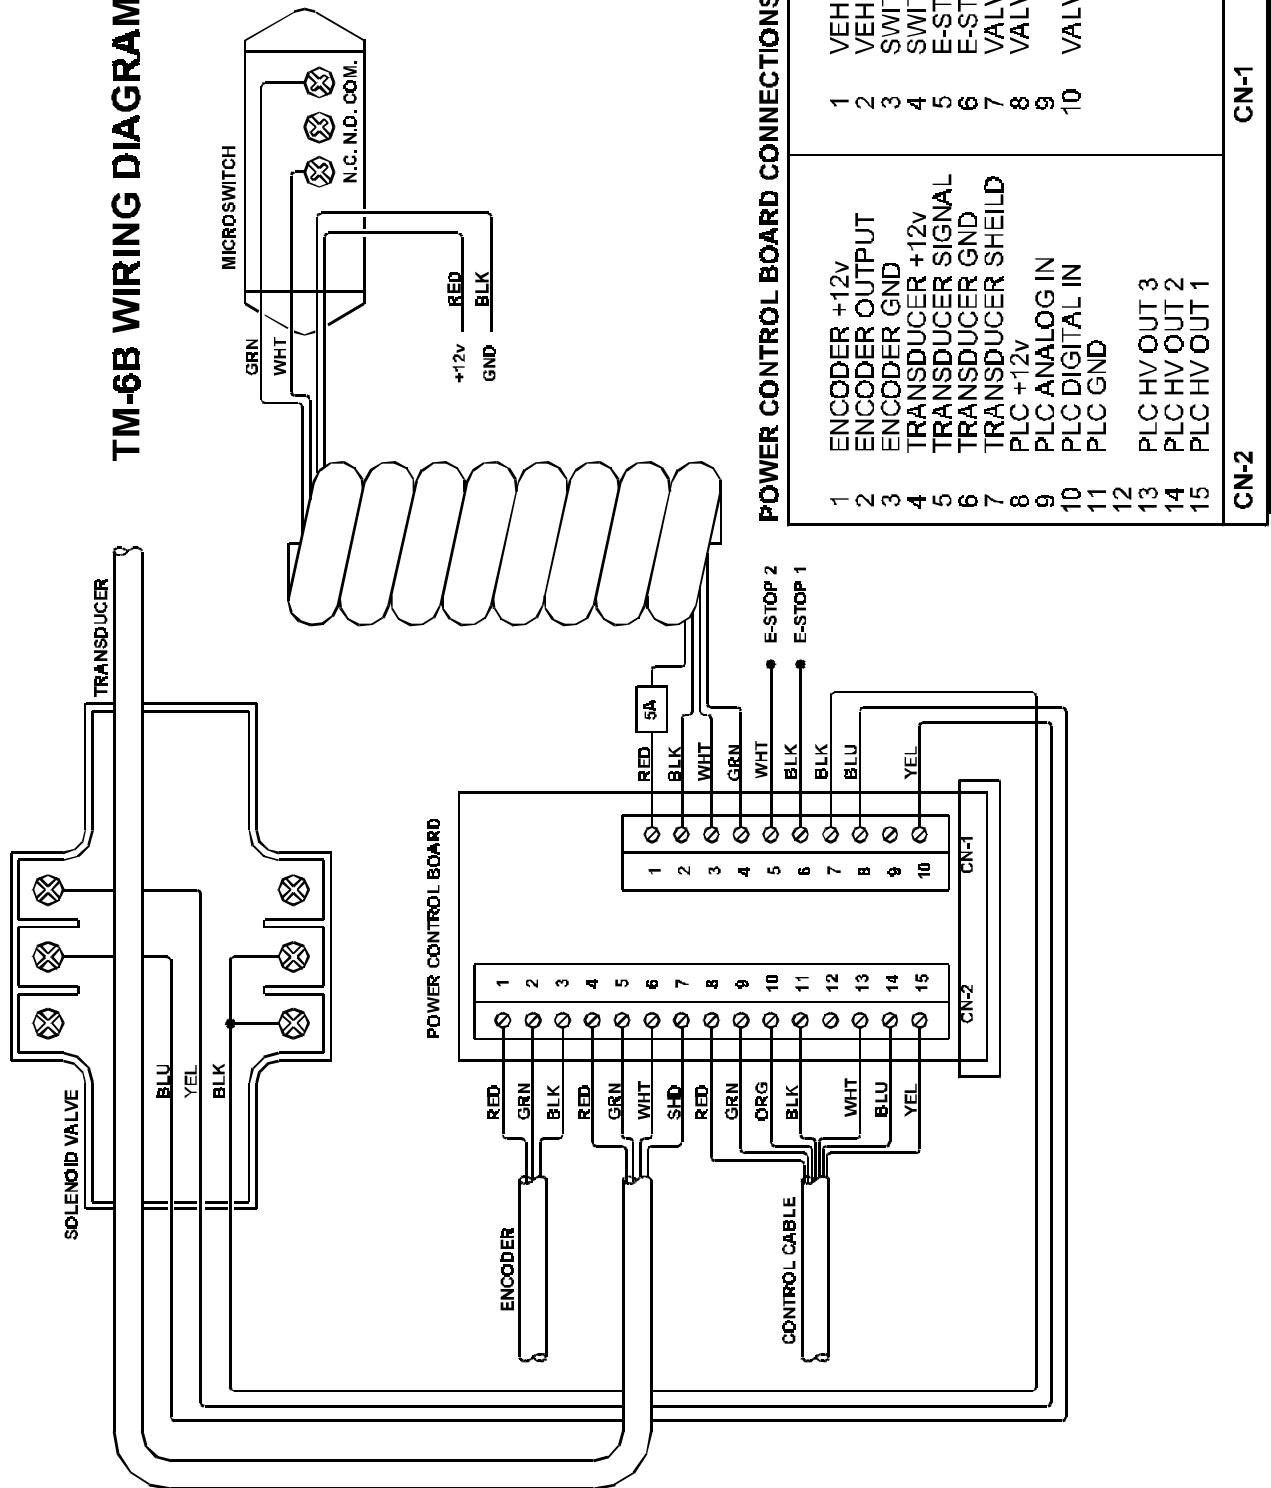 TM-6B WIRING DIAGRAM
SOLENOID VALVE
TRANSDUCER
BLU
YEL
BLK
MICROSWITCH
GRN
WHT
N.C. N.D. COM.
+12v RED
GND BLK
POWER CONTROL BOARD
ENCODER
RED
GRN
BLK
RED
GRN
WHT
SHD
RED
GRN
ORG
BLK
WHT
BLU
YEL
CONTROL CABLE
1
2
3
4
5
6
7
8
9
10
11
12
13
14
15
CN-2
1
2
3
4
5
6
7
8
9
10
CN-1
RED
BLK
WHT
GRN
WHT
BLK
BLK
BLU
YEL
5A
E-STOP 2
E-STOP 1
POWER CONTROL BOARD CONNECTIONS
1 ENCODER +12v
2 ENCODER OUTPUT
3 ENCODER GND
4 TRANSDUCER +12v
5 TRANSDUCER SIGNAL
6 TRANSDUCER GND
7 TRANSDUCER SHEILD
8 PLC +12v
9 PLC ANALOG IN
10 PLC DIGITAL IN
11 PLC GND
12
13 PLC HV OUT 3
14 PLC HV OUT 2
15 PLC HV OUT 1
CN-2
1 VEH
2 VEH
3 SWIT
4 SWIT
5 E-ST
6 E-ST
7 VALV
8 VALV
9
10 VALV
CN-1